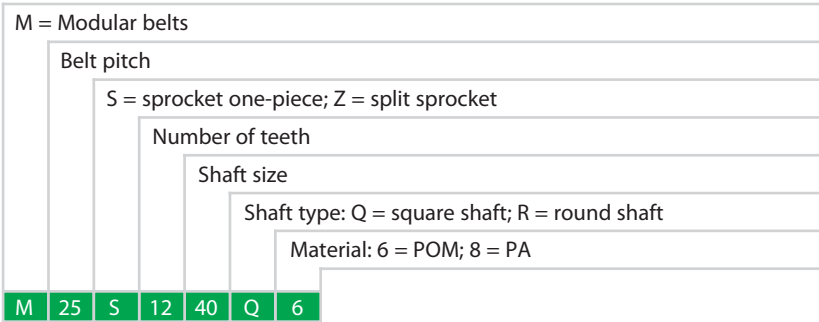 M = Modular belts
Belt pitch
S = sprocket one-piece; Z = split sprocket
Number of teeth
Shaft size
Shaft type: Q = square shaft; R = round shaft
Material: 6 = POM; 8 = PA
M 25 S 12 40 Q 6